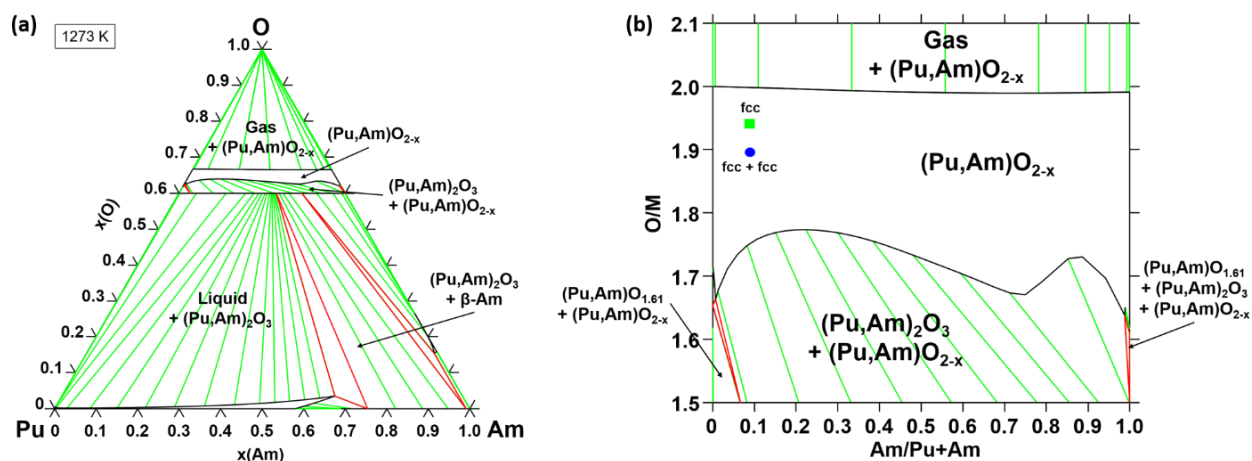 (a)
1273 K
O
1.0
0.9
0.8
0.7
0.6
0.5
0.4
0.3
0.2
0.1
0
x(O)
Gas
+ (Pu,Am)O2-x
(Pu,Am)O2-x
(Pu,Am)2O3
+ (Pu,Am)O2-x
(Pu,Am)2O3
+ β-Am
Liquid
+ (Pu,Am)2O3
Pu
0 0.1 0.2 0.3 0.4 0.5 0.6 0.7 0.8 0.9 1.0
Am
x(Am)
(b)
2.1
2.0
1.9
1.8
1.7
1.6
1.5
O/M
Gas
+ (Pu,Am)O2-x
fcc
fcc + fcc
(Pu,Am)O2-x
(Pu,Am)O1.61
+ (Pu,Am)O2-x
(Pu,Am)2O3
+ (Pu,Am)O2-x
(Pu,Am)O1.61
+ (Pu,Am)2O3
+ (Pu,Am)O2-x
0 0.1 0.2 0.3 0.4 0.5 0.6 0.7 0.8 0.9 1.0
Am/Pu+Am